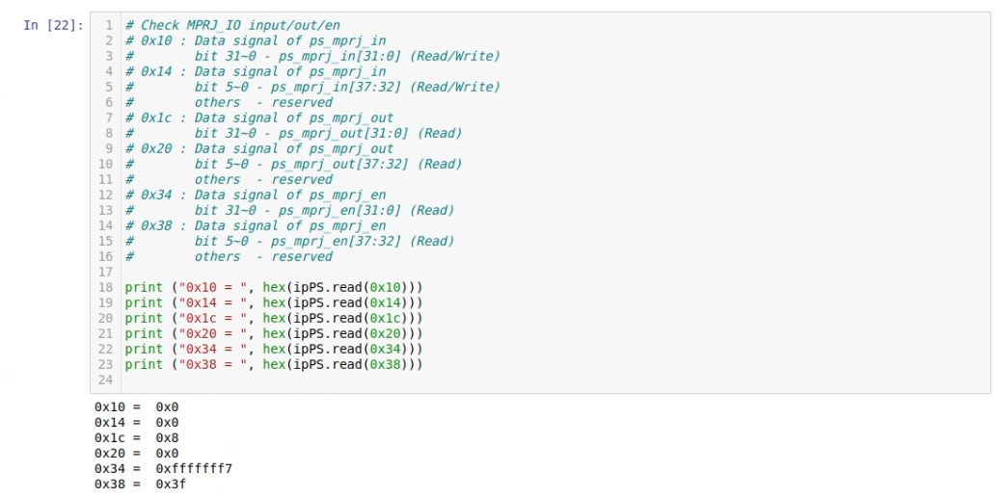 In [22]:
1 # Check MPRJ_IO input/out/en
2 # 0x10 : Data signal of ps_mprj_in
3 #        bit 31~0 - ps_mprj_in[31:0] (Read/Write)
4 # 0x14 : Data signal of ps_mprj_in
5 #        bit 5~0 - ps_mprj_in[37:32] (Read/Write)
6 #        others  - reserved
7 # 0x1c : Data signal of ps_mprj_out
8 #        bit 31~0 - ps_mprj_out[31:0] (Read)
9 # 0x20 : Data signal of ps_mprj_out
10 #        bit 5~0 - ps_mprj_out[37:32] (Read)
11 #        others  - reserved
12 # 0x34 : Data signal of ps_mprj_en
13 #        bit 31~0 - ps_mprj_en[31:0] (Read)
14 # 0x38 : Data signal of ps_mprj_en
15 #        bit 5~0 - ps_mprj_en[37:32] (Read)
16 #        others  - reserved
17
18 print ("0x10 = ", hex(ipPS.read(0x10)))
19 print ("0x14 = ", hex(ipPS.read(0x14)))
20 print ("0x1c = ", hex(ipPS.read(0x1c)))
21 print ("0x20 = ", hex(ipPS.read(0x20)))
22 print ("0x34 = ", hex(ipPS.read(0x34)))
23 print ("0x38 = ", hex(ipPS.read(0x38)))
24
0x10 =  0x0
0x14 =  0x0
0x1c =  0x8
0x20 =  0x0
0x34 =  0xfffffff7
0x38 =  0x3f